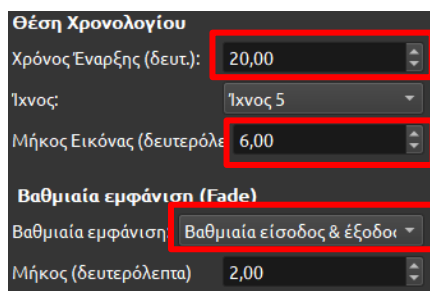 Θέση Χρονολογίου
Χρόνος Έναρξης (δευτ.): 20,00
Ίχνος: Ίχνος 5
Μήκος Εικόνας (δευτερόλε 6,00
Βαθμιαία εμφάνιση (Fade)
Βαθμιαία εμφάνιση: Βαθμιαία είσοδος & έξοδος
Μήκος (δευτερόλεπτα) 2,00